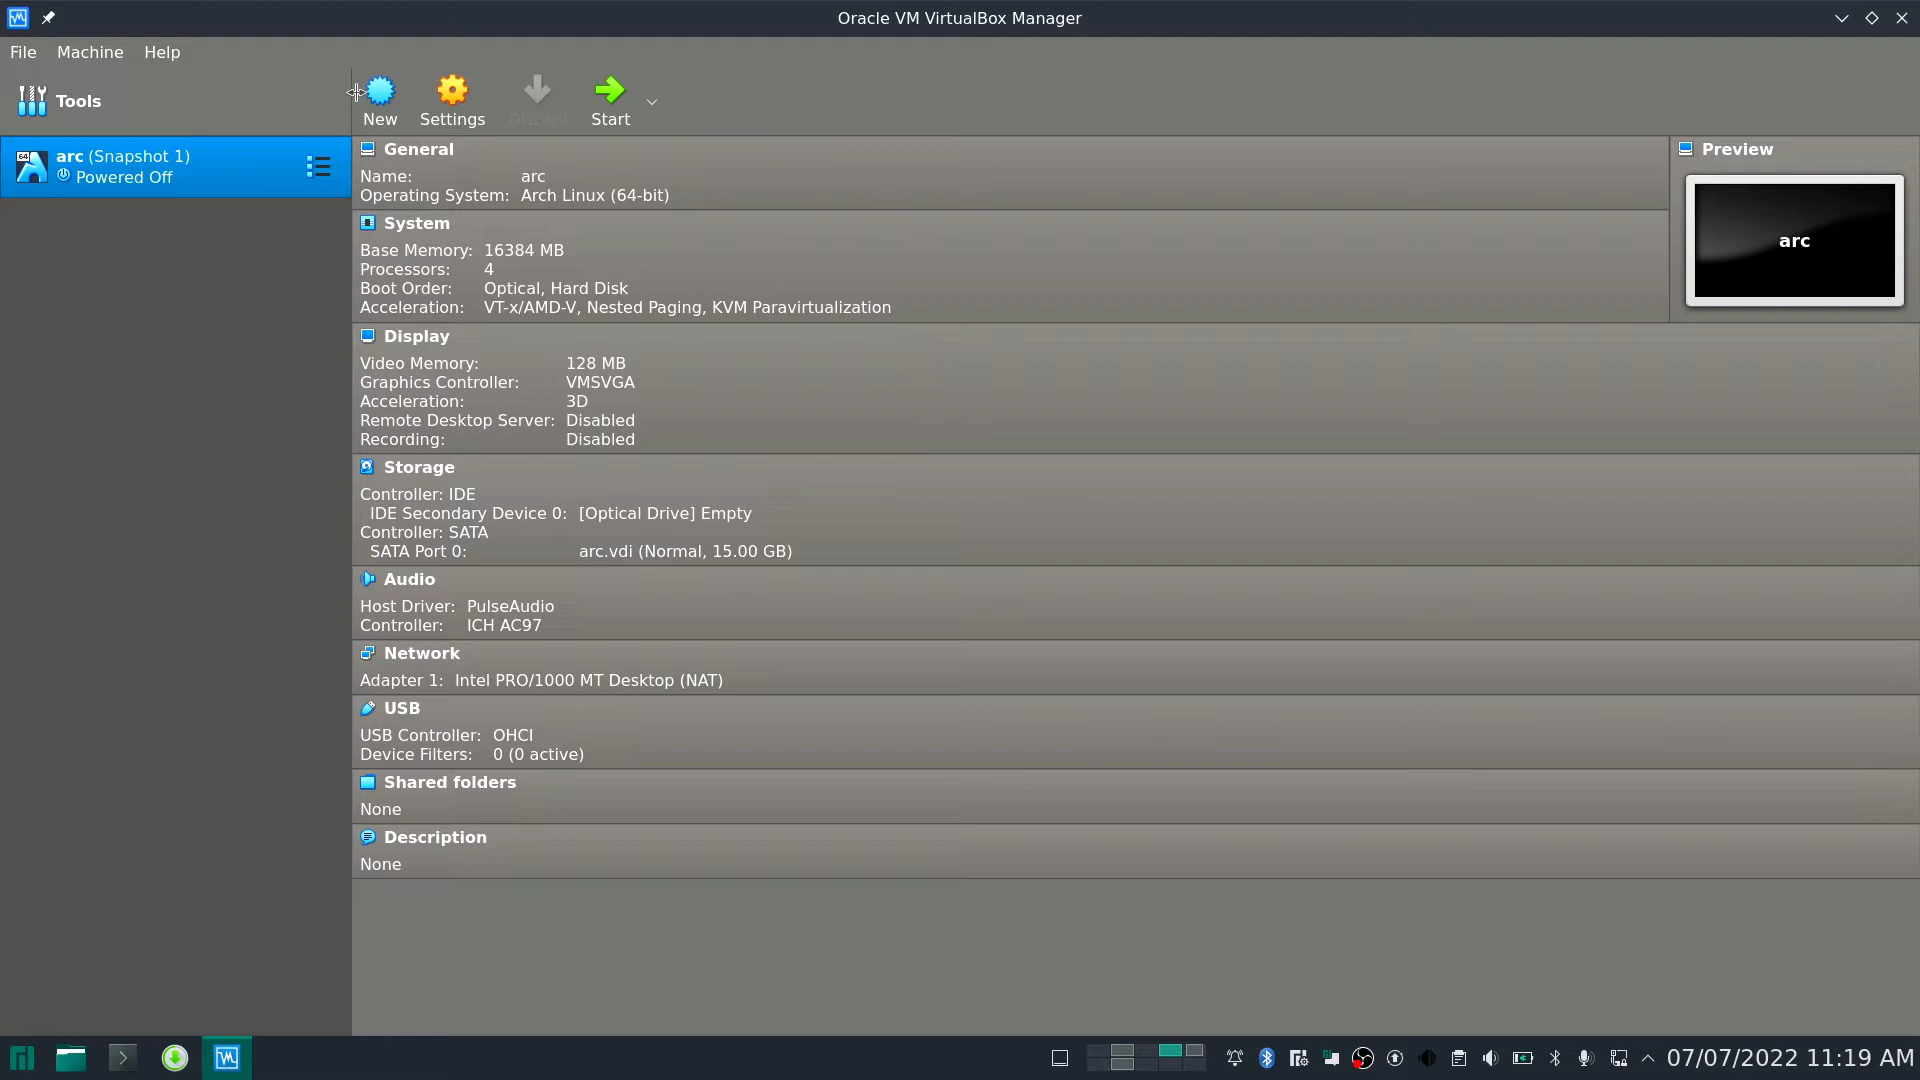 Oracle VM VirtualBox Manager
File Machine Help
Tools
New Settings Discard Start
64
arc (Snapshot 1)
Powered Off
General
Name: arc
Operating System: Arch Linux (64-bit)
Preview
arc
System
Base Memory: 16384 MB
Processors: 4
Boot Order: Optical, Hard Disk
Acceleration: VT-x/AMD-V, Nested Paging, KVM Paravirtualization
Display
Video Memory: 128 MB
Graphics Controller: VMSVGA
Acceleration: 3D
Remote Desktop Server: Disabled
Recording: Disabled
Storage
Controller: IDE
IDE Secondary Device 0: [Optical Drive] Empty
Controller: SATA
SATA Port 0: arc.vdi (Normal, 15.00 GB)
Audio
Host Driver: PulseAudio
Controller: ICH AC97
Network
Adapter 1: Intel PRO/1000 MT Desktop (NAT)
USB
USB Controller: OHCI
Device Filters: 0 (0 active)
Shared folders
None
Description
None
07/07/2022 11:19 AM